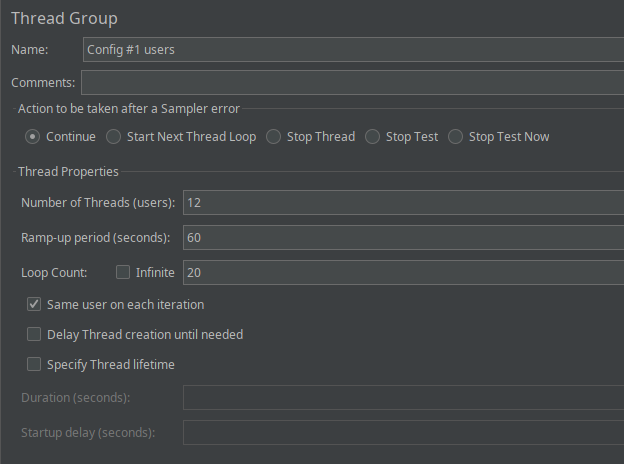 Thread Group
Name: Config #1 users
Comments:
Action to be taken after a Sampler error
Continue Start Next Thread Loop Stop Thread Stop Test Stop Test Now
Thread Properties
Number of Threads (users): 12
Ramp-up period (seconds): 60
Loop Count: Infinite 20
Same user on each iteration
Delay Thread creation until needed
Specify Thread lifetime
Duration (seconds):
Startup delay (seconds):